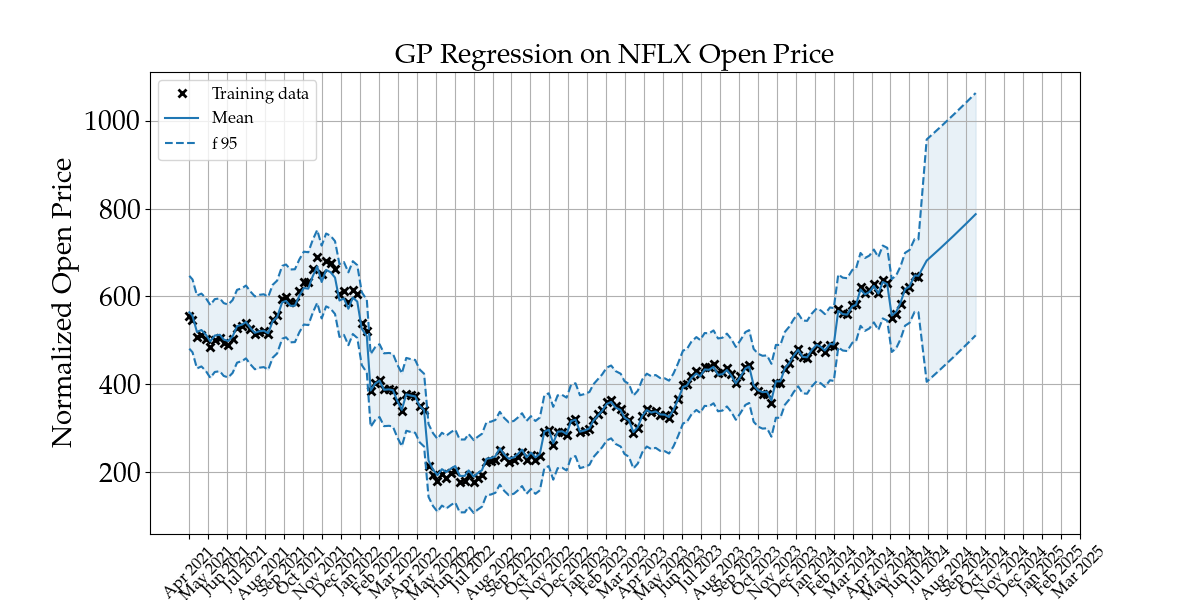 GP Regression on NFLX Open Price
Training data
Mean
f 95
Normalized Open Price
1000
800
600
400
200
Apr 2021
May 2021
Jun 2021
Jul 2021
Aug 2021
Sep 2021
Oct 2021
Nov 2021
Dec 2021
Jan 2022
Feb 2022
Mar 2022
Apr 2022
May 2022
Jun 2022
Jul 2022
Aug 2022
Sep 2022
Oct 2022
Nov 2022
Dec 2022
Jan 2023
Feb 2023
Mar 2023
Apr 2023
May 2023
Jun 2023
Jul 2023
Aug 2023
Sep 2023
Oct 2023
Nov 2023
Dec 2023
Jan 2024
Feb 2024
Mar 2024
Apr 2024
May 2024
Jun 2024
Jul 2024
Aug 2024
Sep 2024
Oct 2024
Nov 2024
Dec 2024
Jan 2025
Feb 2025
Mar 2025